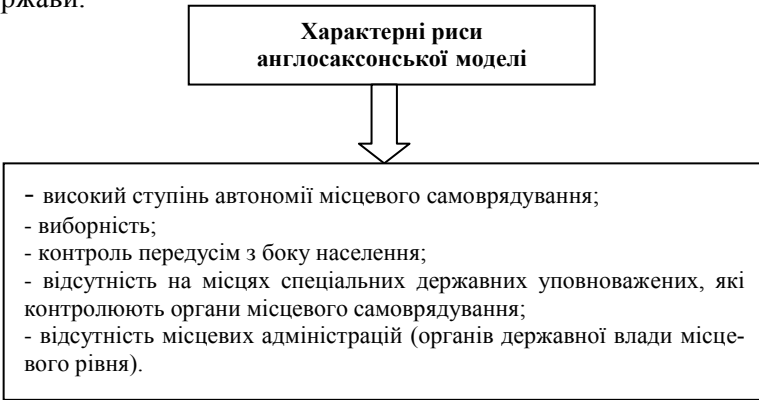 ржави.
Характерні риси
англосаксонської моделі
- високий ступінь автономії місцевого самоврядування;
- виборність;
- контроль передусім з боку населення;
- відсутність на місцях спеціальних державних уповноважених, які
контролюють органи місцевого самоврядування;
- відсутність місцевих адміністрацій (органів державної влади місце-
вого рівня).